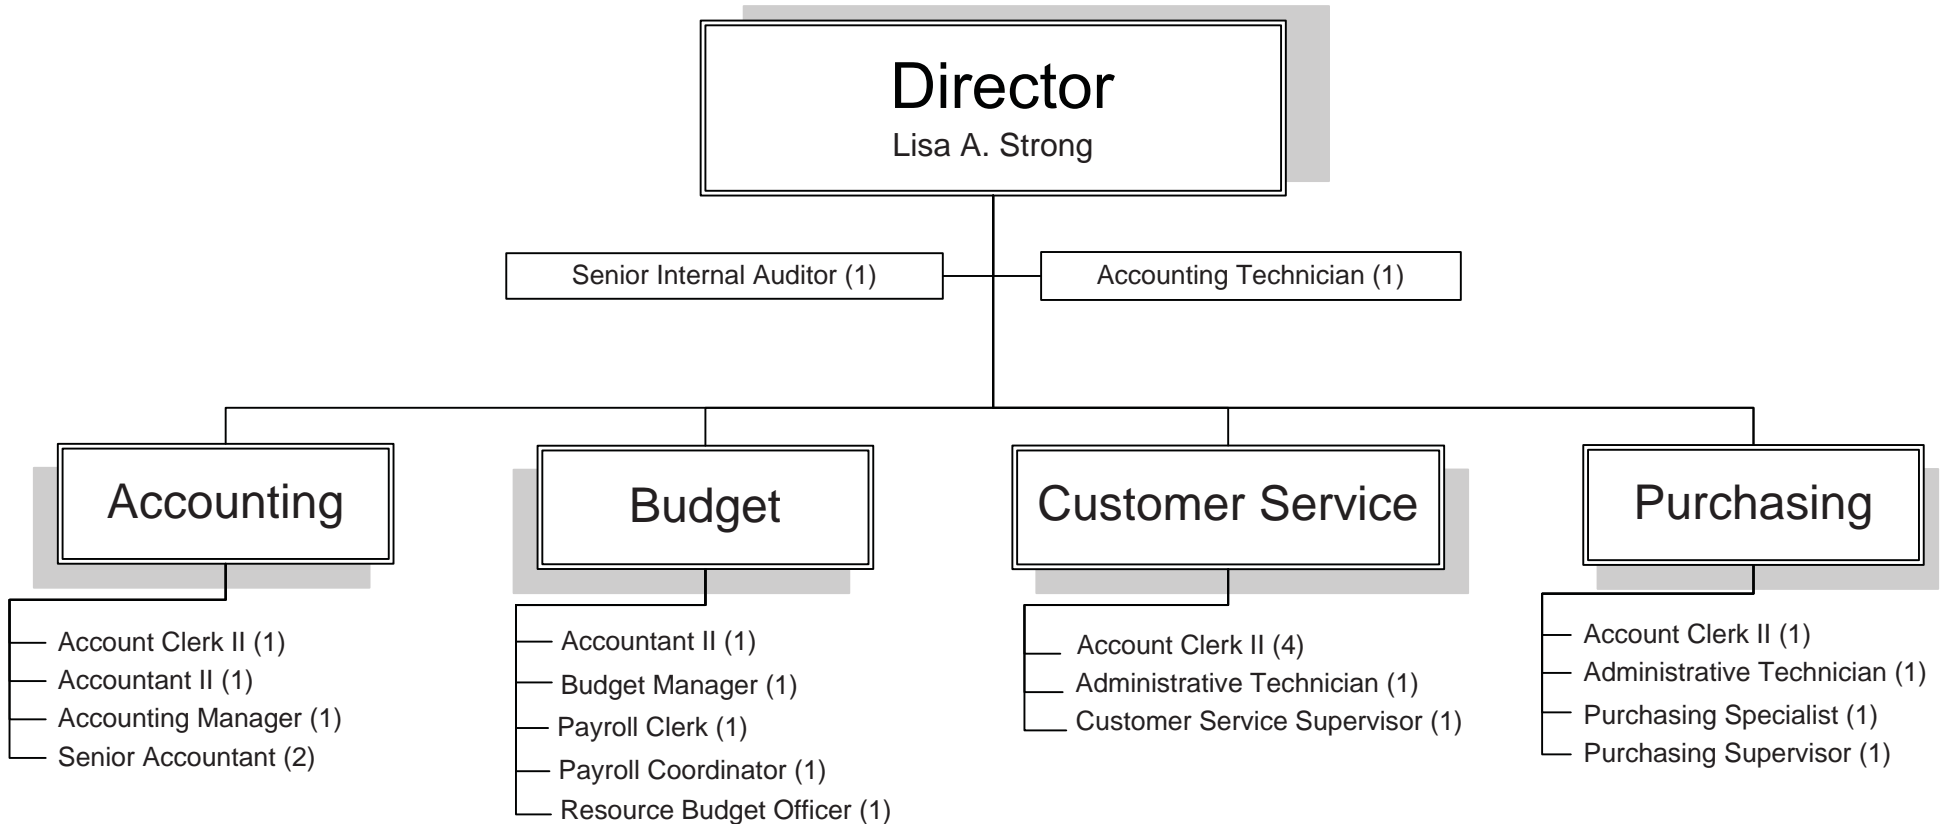 Director
Lisa A. Strong
Senior Internal Auditor (1)
Accounting Technician (1)
Accounting
Account Clerk II (1)
Accountant II (1)
Accounting Manager (1)
Senior Accountant (2)
Budget
Accountant II (1)
Budget Manager (1)
Payroll Clerk (1)
Payroll Coordinator (1)
Resource Budget Officer (1)
Customer Service
Account Clerk II (4)
Administrative Technician (1)
Customer Service Supervisor (1)
Purchasing
Account Clerk II (1)
Administrative Technician (1)
Purchasing Specialist (1)
Purchasing Supervisor (1)